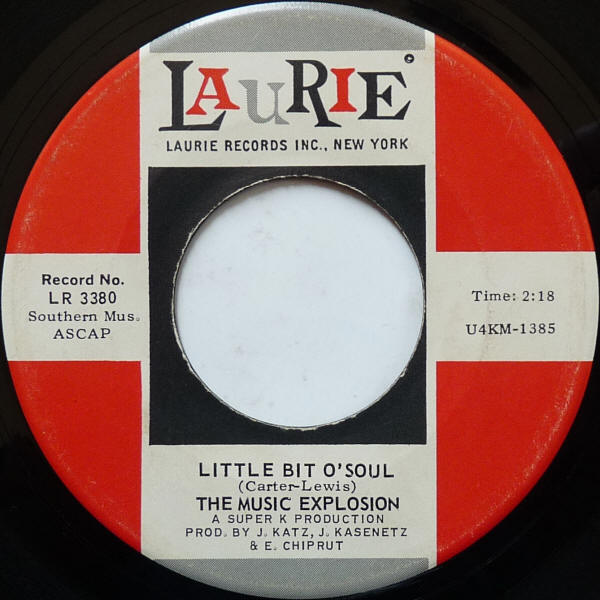 LAURIE
LAURIE RECORDS INC., NEW YORK
Record No.
LR 3380
Southern Mus.
ASCAP
Time: 2:18
U4KM-1385
LITTLE BIT O'SOUL
(Carter-Lewis)
THE MUSIC EXPLOSION
A SUPER K PRODUCTION
PROD. BY J. KATZ, J. KASENETZ
& E. CHIPRUT